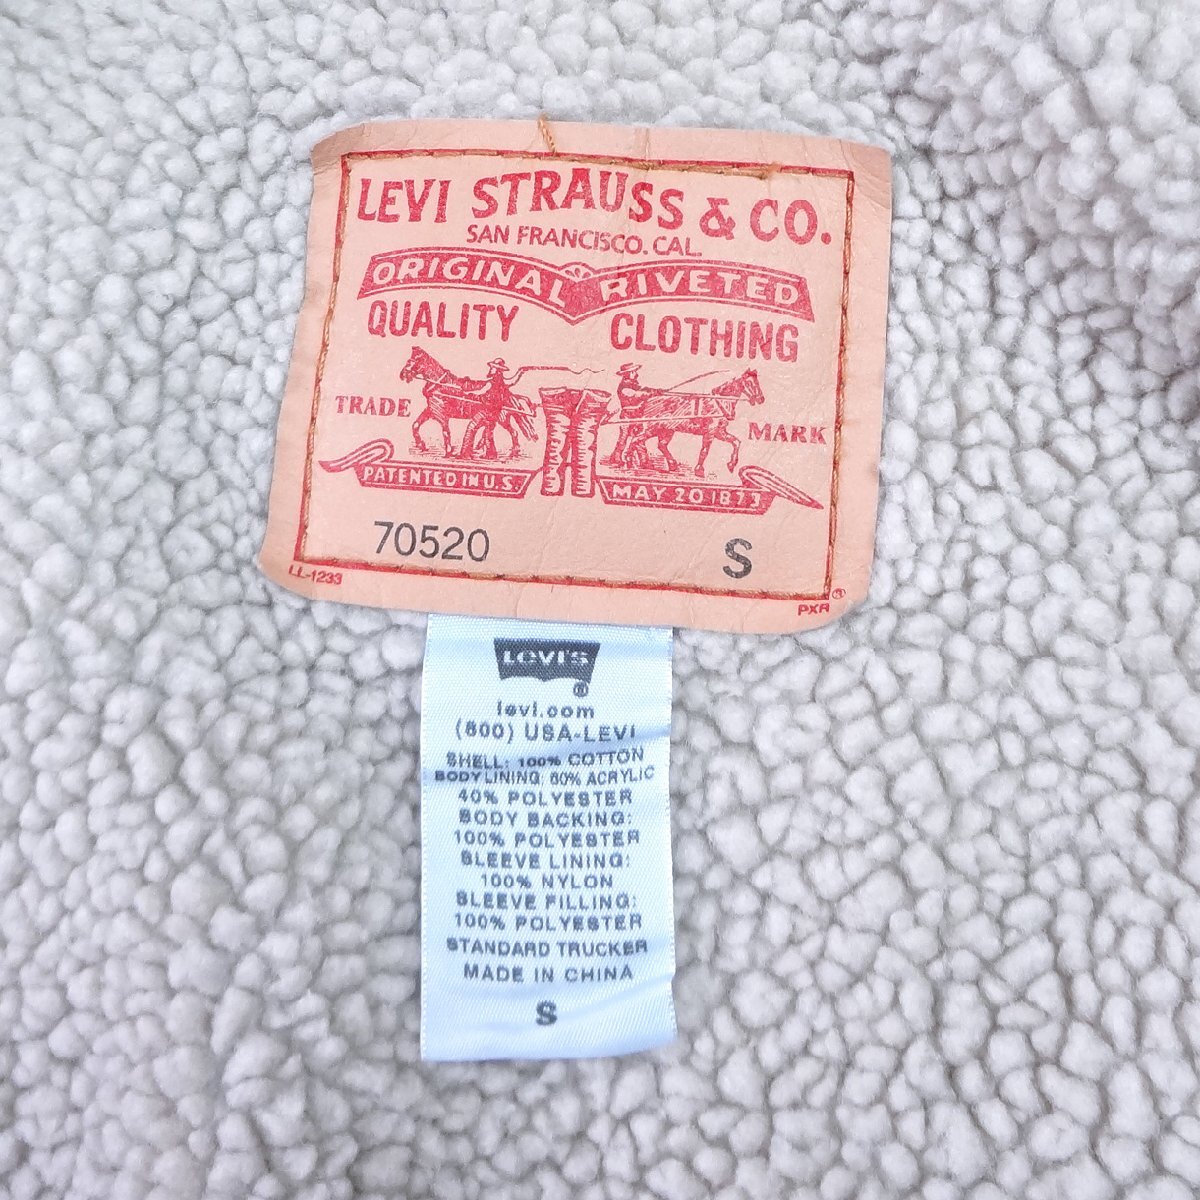 LEVI STRAUSS & CO.
SAN FRANCISCO. CAL.
ORIGINAL RIVETED
QUALITY CLOTHING
TRADE MARK
PATENTED IN U.S. MAY 20 1873
70520 S
LL-1233 PXR ®
LEVI'S ®
levi.com
(800) USA-LEVI
SHELL: 100% COTTON
BODY LINING: 60% ACRYLIC
40% POLYESTER
BODY BACKING:
100% POLYESTER
SLEEVE LINING:
100% NYLON
SLEEVE FILLING:
100% POLYESTER
STANDARD TRUCKER
MADE IN CHINA
S